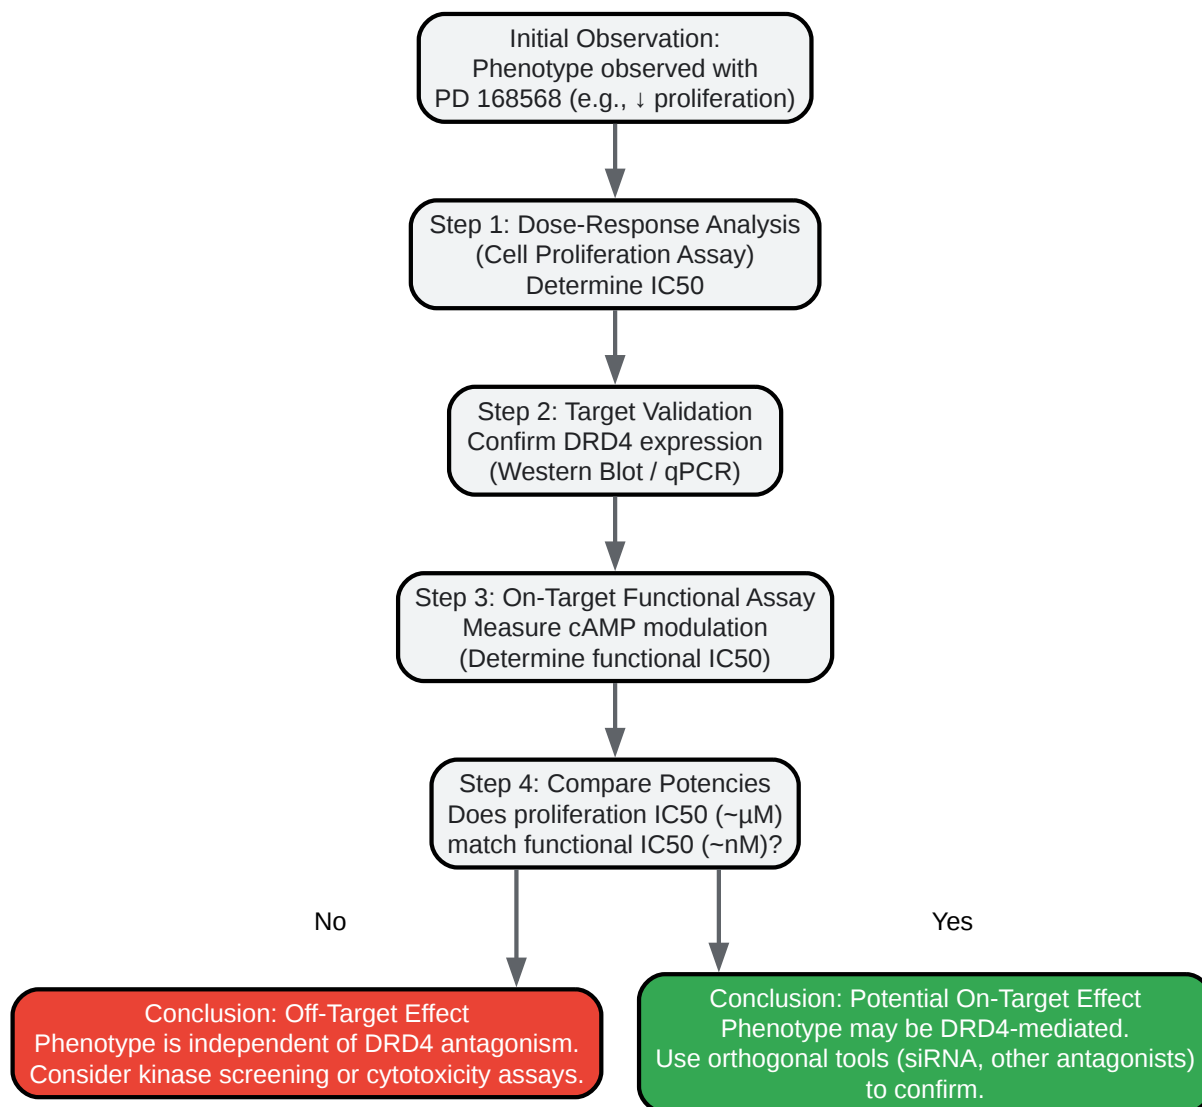 Initial Observation:
Phenotype observed with
PD 168568 (e.g., ↓ proliferation)
Step 1: Dose-Response Analysis
(Cell Proliferation Assay)
Determine IC50
Step 2: Target Validation
Confirm DRD4 expression
(Western Blot / qPCR)
Step 3: On-Target Functional Assay
Measure cAMP modulation
(Determine functional IC50)
Step 4: Compare Potencies
Does proliferation IC50 (~µM)
match functional IC50 (~nM)?
No
Yes
Conclusion: Off-Target Effect
Phenotype is independent of DRD4 antagonism.
Consider kinase screening or cytotoxicity assays.
Conclusion: Potential On-Target Effect
Phenotype may be DRD4-mediated.
Use orthogonal tools (siRNA, other antagonists)
to confirm.